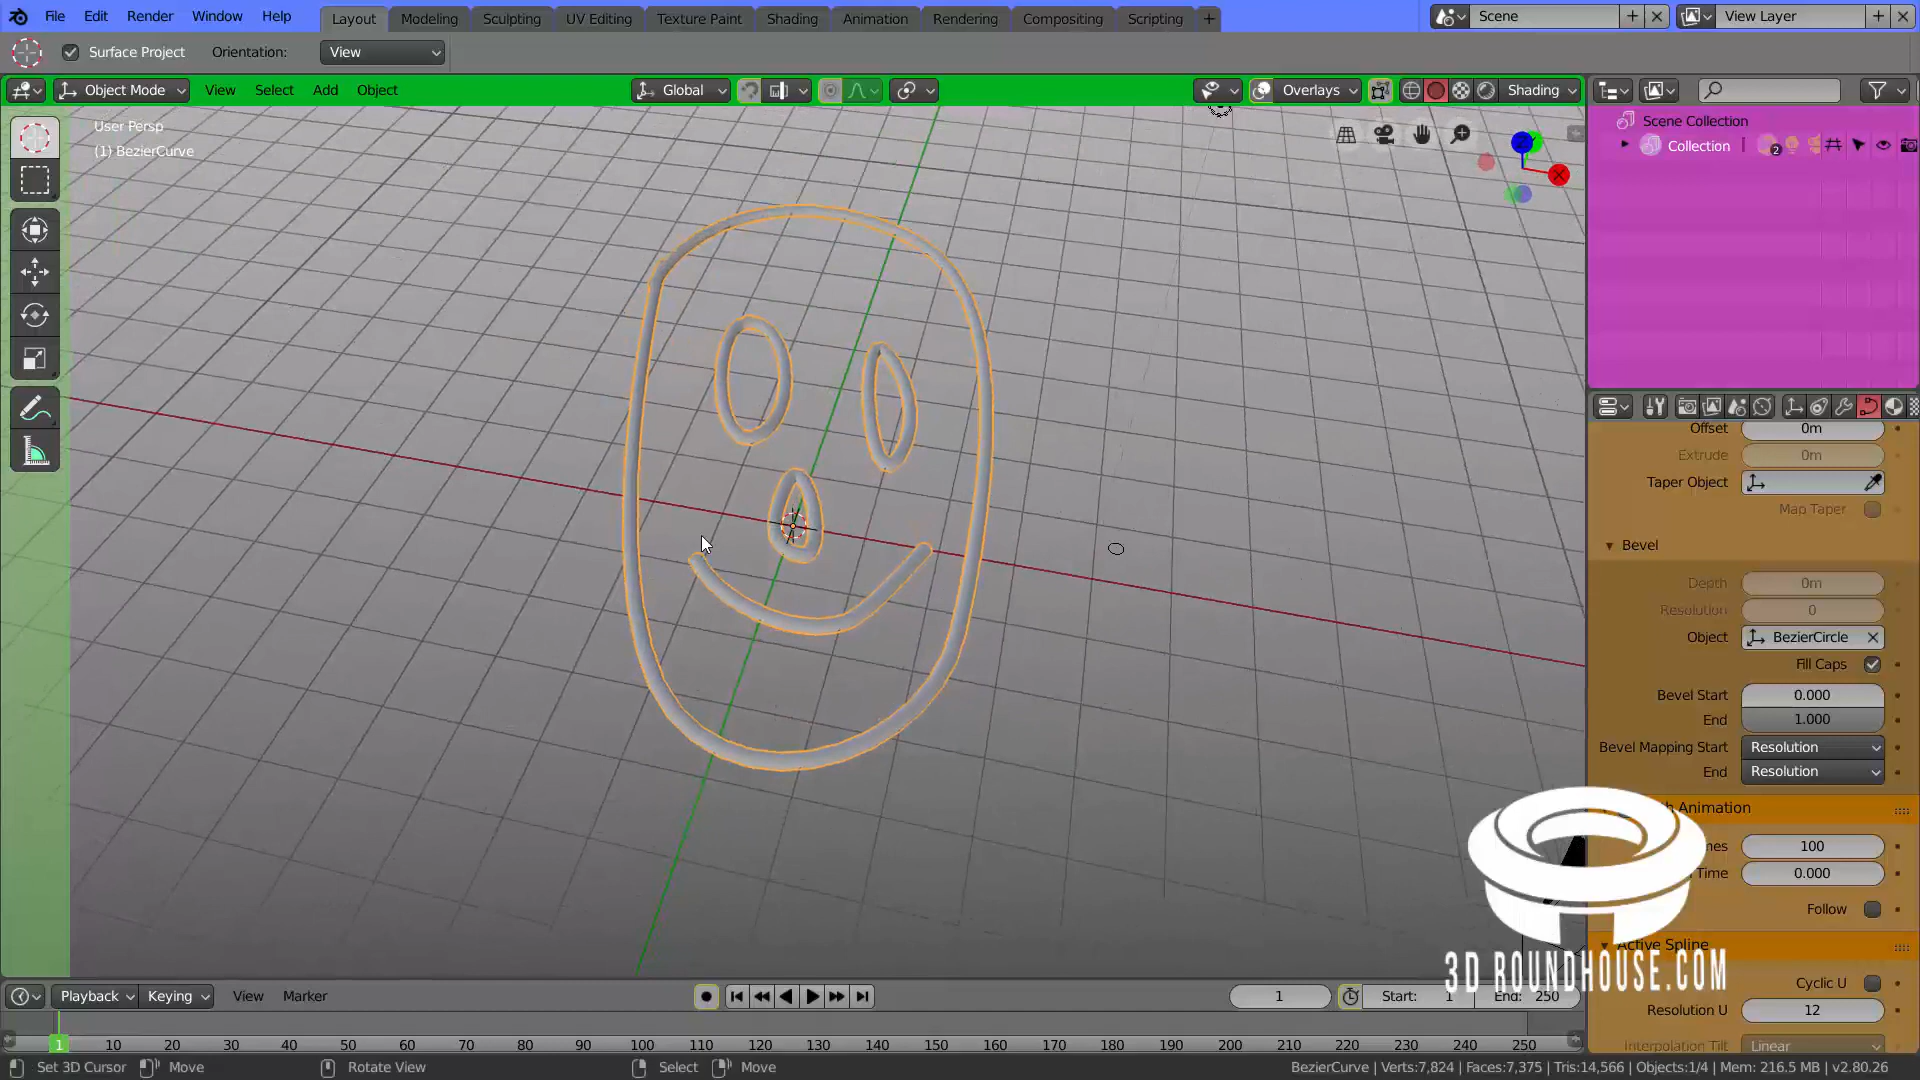 File Edit Render Window Help Layout Modeling Sculpting UV Editing Texture Paint Shading Animation Rendering Compositing Scripting + Scene View Layer
Surface Project Orientation: View
Object Mode View Select Add Object Global Overlays Shading
User Persp
(1) BezierCurve
Z
X
Scene Collection
Collection 2
Offset 0m
Extrude 0m
Taper Object
Map Taper
Bevel
Depth 0m
Resolution 0
Object BezierCircle
Fill Caps
Bevel Start 0.000
End 1.000
Bevel Mapping Start Resolution
End Resolution
Animation
100
Time 0.000
Follow
Active Spline
3D ROUNDHOUSE.COM
Cyclic U
Resolution U 12
Interpolation Tilt Linear
Playback Keying View Marker 1 Start: 1 End: 250
1 10 20 30 40 50 60 70 80 90 100 110 120 130 140 150 160 170 180 190 200 210 220 230 240 250
Set 3D Cursor Move Rotate View Select Move BezierCurve | Verts:7,824 | Faces:7,375 | Tris:14,566 | Objects:1/4 | Mem: 216.5 MB | v2.80.26